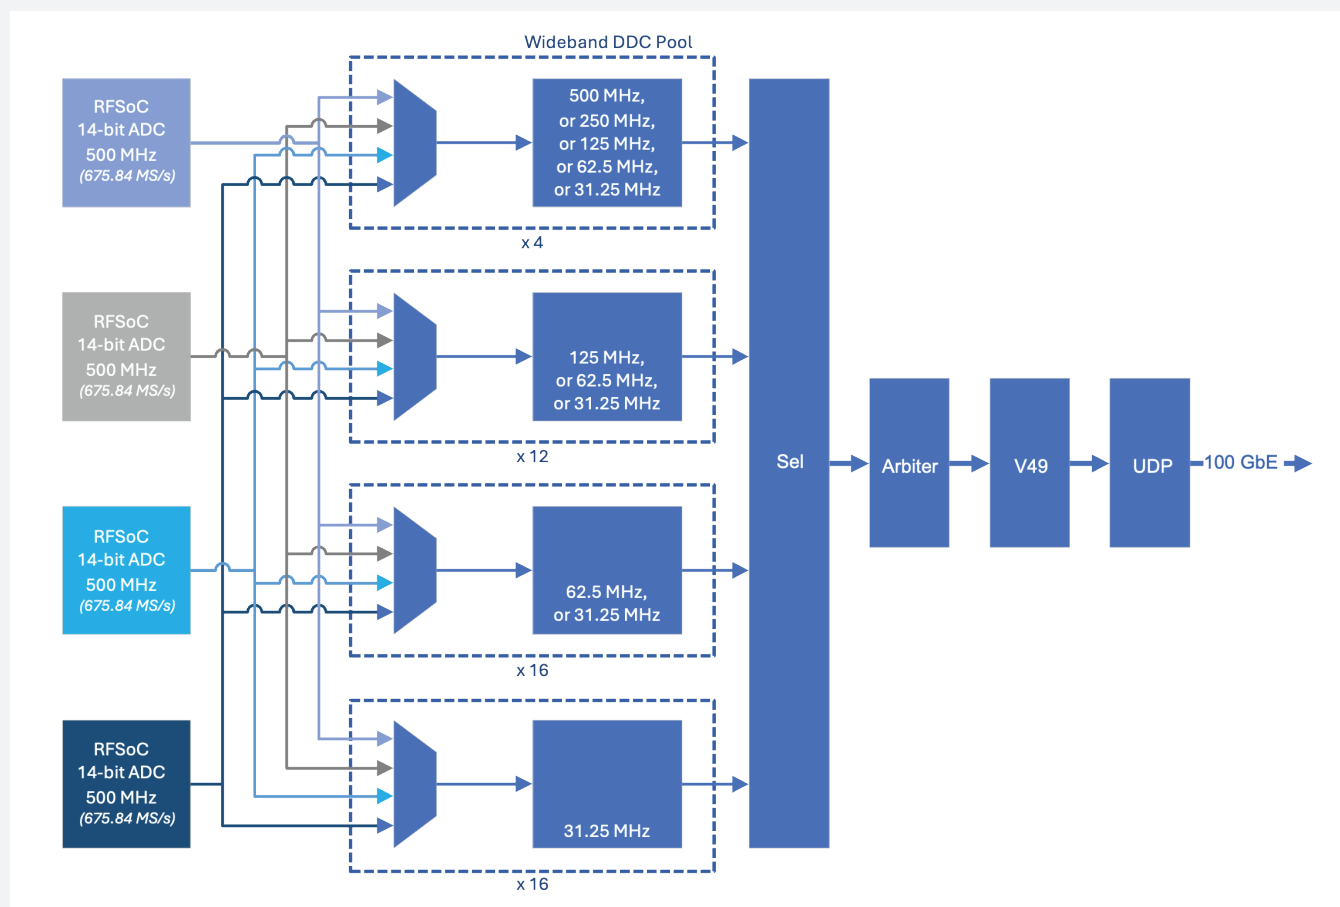 Wideband DDC Pool
RFSoC
14-bit ADC
500 MHz
(675.84 MS/s)
500 MHz,
or 250 MHz,
or 125 MHz,
or 62.5 MHz,
or 31.25 MHz
x 4
RFSoC
14-bit ADC
500 MHz
(675.84 MS/s)
125 MHz,
or 62.5 MHz,
or 31.25 MHz
x 12
RFSoC
14-bit ADC
500 MHz
(675.84 MS/s)
62.5 MHz,
or 31.25 MHz
x 16
RFSoC
14-bit ADC
500 MHz
(675.84 MS/s)
31.25 MHz
x 16
Sel
Arbiter
V49
UDP
100 GbE